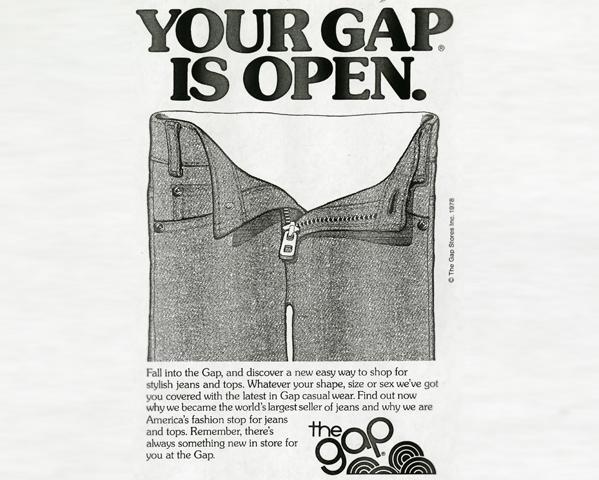 YOUR GAP®
IS OPEN.
© The Gap Stores Inc. 1978
Fall into the Gap, and discover a new easy way to shop for
stylish jeans and tops. Whatever your shape, size or sex we've got
you covered with the latest in Gap casual wear. Find out now
why we became the world's largest seller of jeans and why we are
America's fashion stop for jeans
and tops. Remember, there's
always something new in store for
you at the Gap.
the
gap®